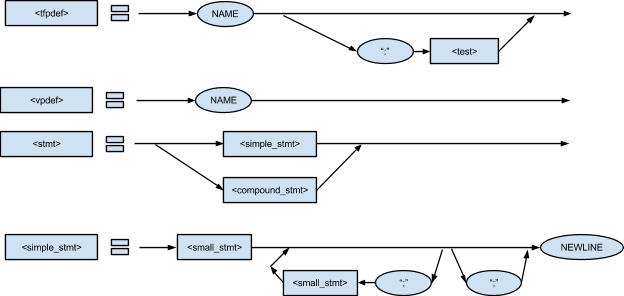 <tfpdef> NAME
":" <test>
<vpdef> NAME
<stmt> <simple_stmt>
<compound_stmt>
<simple_stmt> <small_stmt> NEWLINE
<small_stmt> ";" ";"